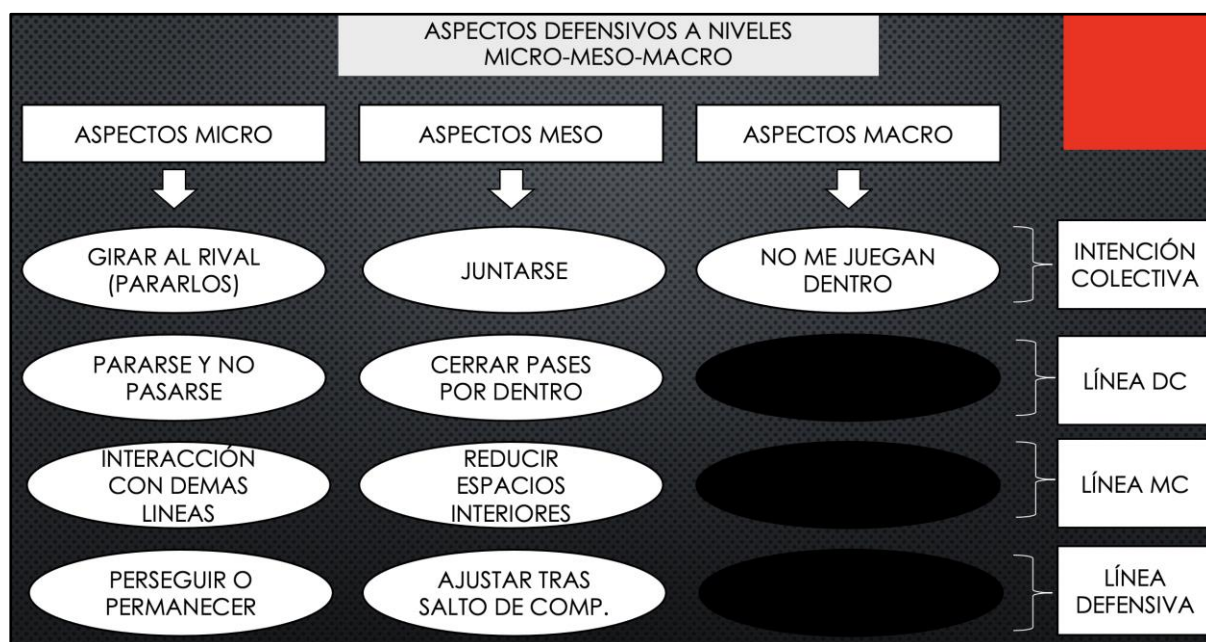 ASPECTOS DEFENSIVOS A NIVELES
MICRO-MESO-MACRO
ASPECTOS MICRO
ASPECTOS MESO
ASPECTOS MACRO
GIRAR AL RIVAL
(PARARLOS)
JUNTARSE
NO ME JUEGAN
DENTRO
INTENCIÓN
COLECTIVA
PARARSE Y NO
PASARSE
CERRAR PASES
POR DENTRO
LÍNEA DC
INTERACCIÓN
CON DEMAS
LINEAS
REDUCIR
ESPACIOS
INTERIORES
LÍNEA MC
PERSEGUIR O
PERMANECER
AJUSTAR TRAS
SALTO DE COMP.
LÍNEA
DEFENSIVA